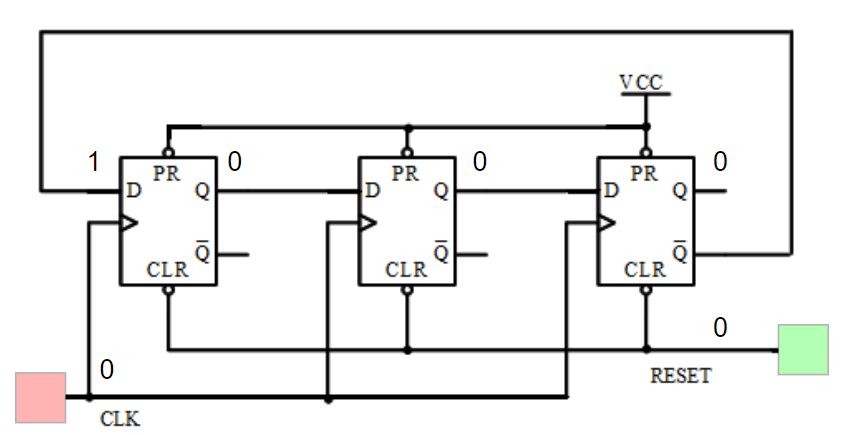 VCC
1 PR 0 PR 0 PR 0
D Q D Q D Q
Q̅ Q̅ Q̅
CLR CLR CLR
0
0
RESET
CLK